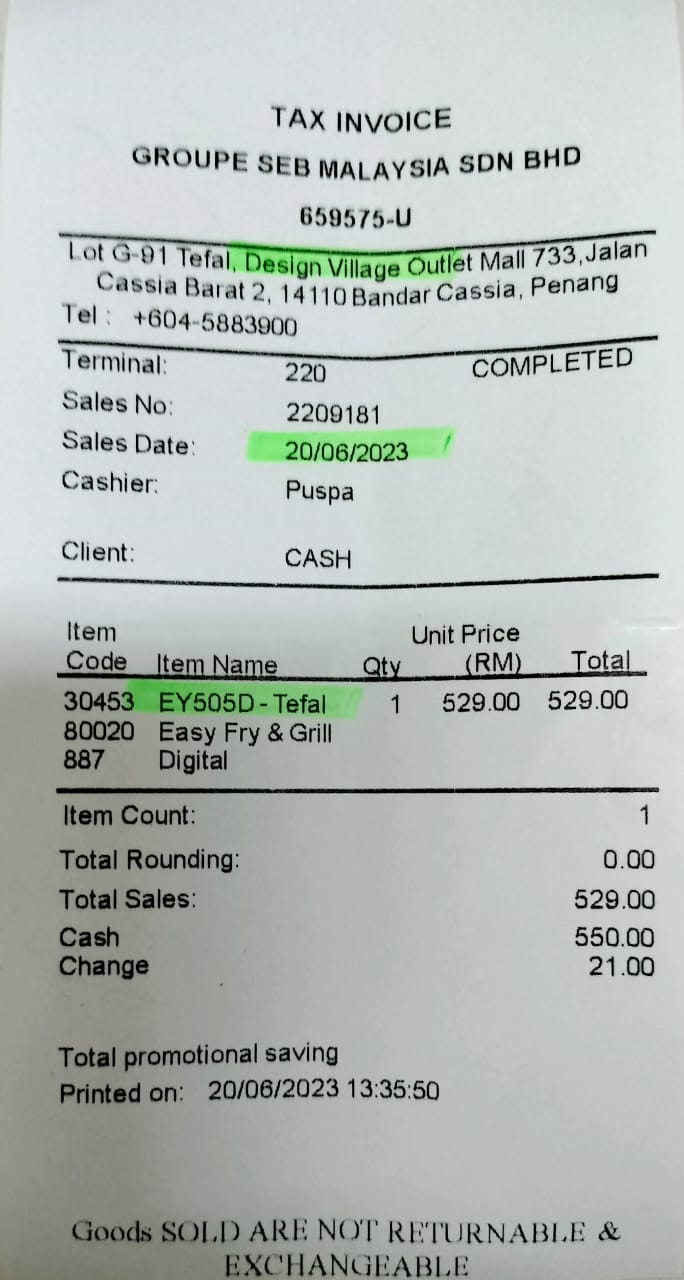 TAX INVOICE
GROUPE SEB MALAYSIA SDN BHD
659575-U
Lot G-91 Tefal, Design Village Outlet Mall 733,Jalan
Cassia Barat 2, 14110 Bandar Cassia, Penang
Tel : +604-5883900
Terminal: 220 COMPLETED
Sales No: 2209181
Sales Date: 20/06/2023
Cashier: Puspa
Client: CASH
Item Unit Price
Code Item Name Qty (RM) Total
30453 EY505D - Tefal 1 529.00 529.00
80020 Easy Fry & Grill
887 Digital
Item Count: 1
Total Rounding: 0.00
Total Sales: 529.00
Cash 550.00
Change 21.00
Total promotional saving
Printed on: 20/06/2023 13:35:50
Goods SOLD ARE NOT RETURNABLE &
EXCHANGEABLE